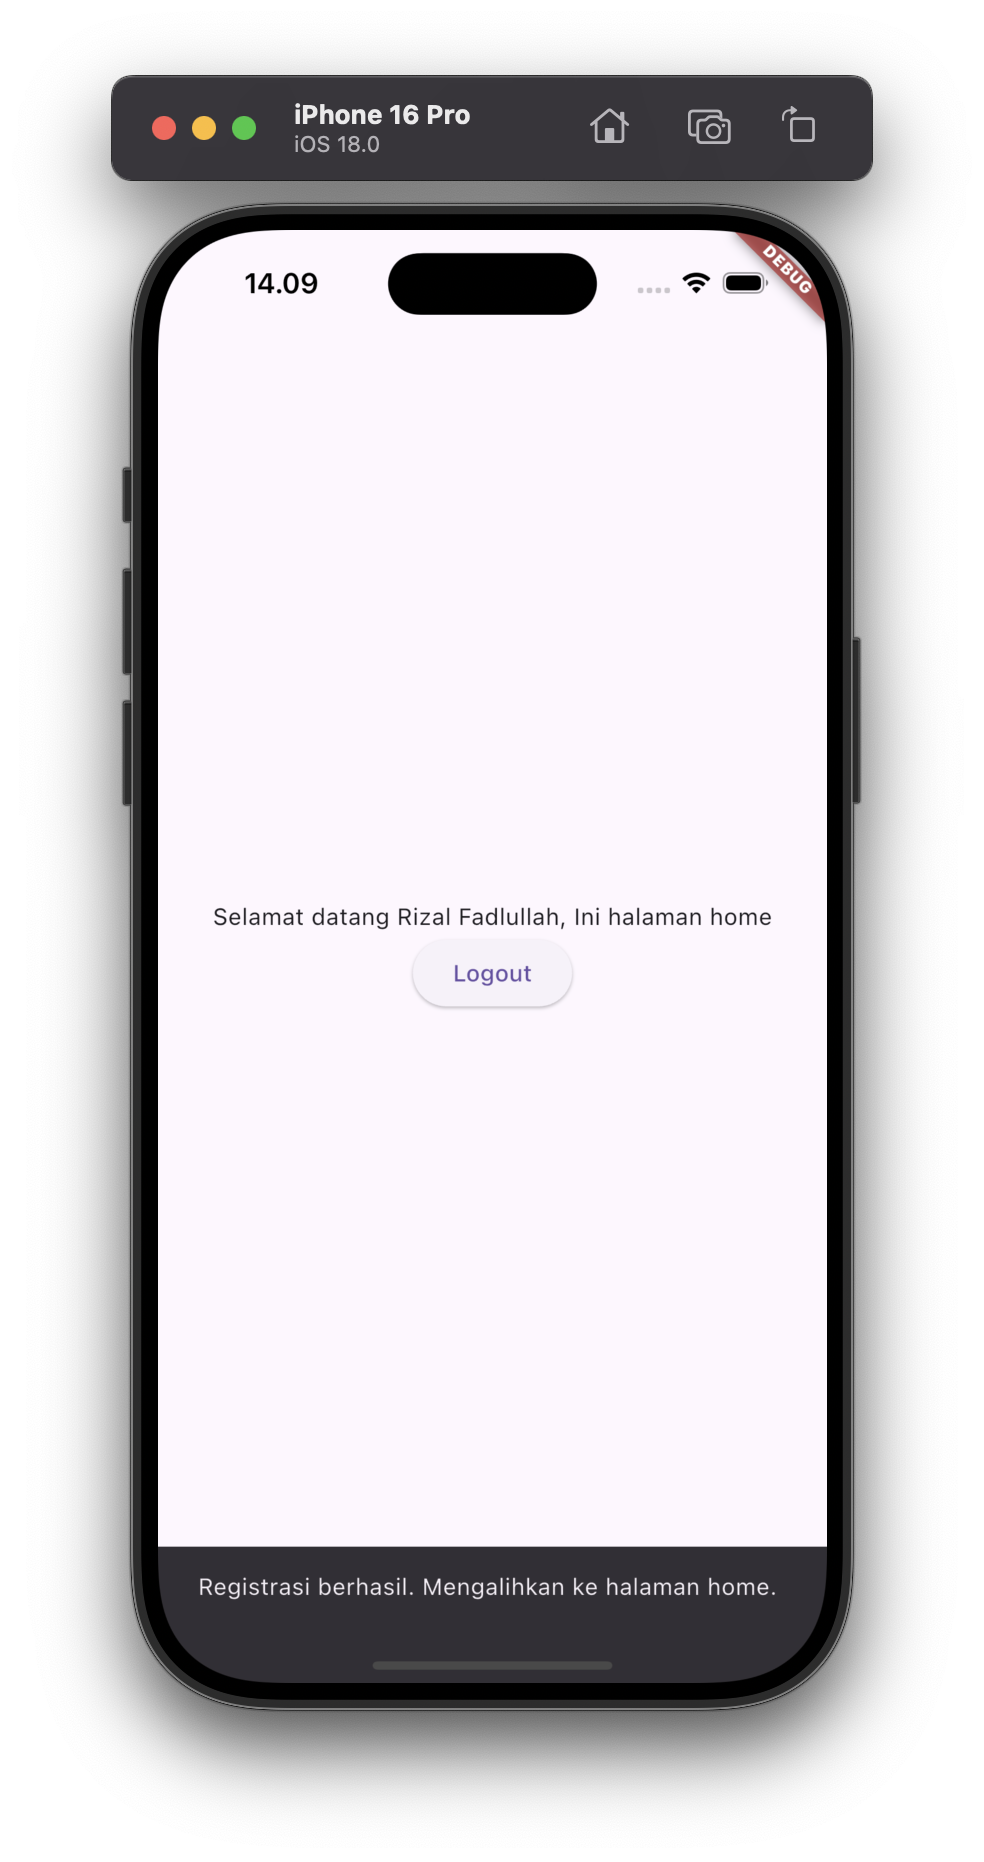 iPhone 16 Pro
iOS 18.0
14.09
DEBUG
Selamat datang Rizal Fadlullah, Ini halaman home
Logout
Registrasi berhasil. Mengalihkan ke halaman home.